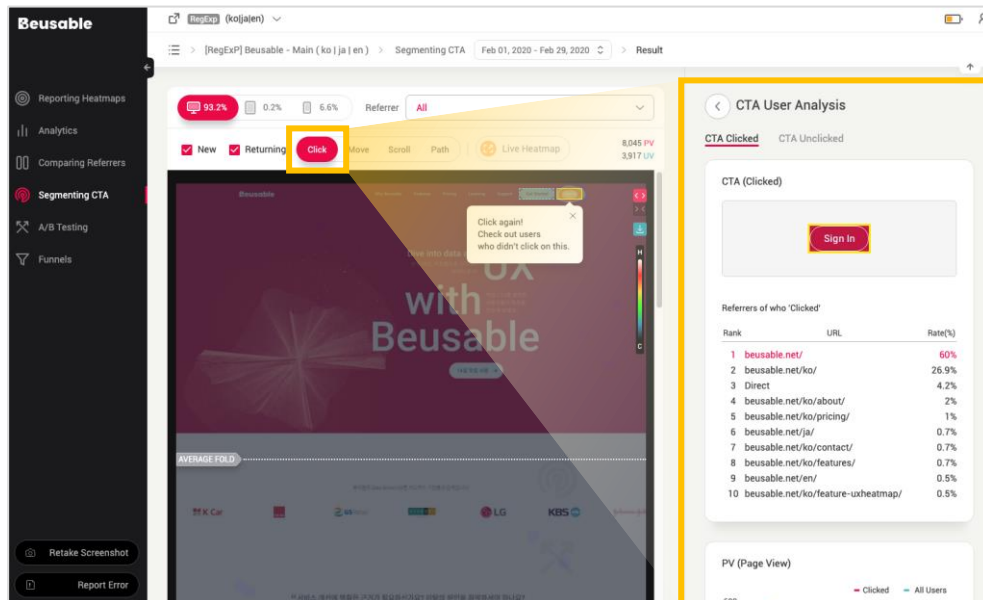 Beusable
RegExp (ko|ja|en)
[RegExP] Beusable - Main ( ko | ja | en ) > Segmenting CTA Feb 01, 2020 - Feb 29, 2020 > Result
Reporting Heatmaps
Analytics
Comparing Referrers
Segmenting CTA
A/B Testing
Funnels
Retake Screenshot
Report Error
93.2% 0.2% 6.6% Referrer All
New Returning Click Move Scroll Path Live Heatmap
8,045 PV
3,917 UV
Beusable
Click again!
Check out users
who didn't click on this.
H
C
Dive into data
UX
with
Beusable
AVERAGE FOLD
K Car LG KBS
CTA User Analysis
CTA Clicked CTA Unclicked
CTA (Clicked)
Sign In
Referrers of who 'Clicked'
Rank URL Rate(%)
1 beusable.net/ 60%
2 beusable.net/ko/ 26.9%
3 Direct 4.2%
4 beusable.net/ko/about/ 2%
5 beusable.net/ko/pricing/ 1%
6 beusable.net/ja/ 0.7%
7 beusable.net/ko/contact/ 0.7%
8 beusable.net/ko/features/ 0.7%
9 beusable.net/en/ 0.5%
10 beusable.net/ko/feature-uxheatmap/ 0.5%
PV (Page View)
Clicked All Users